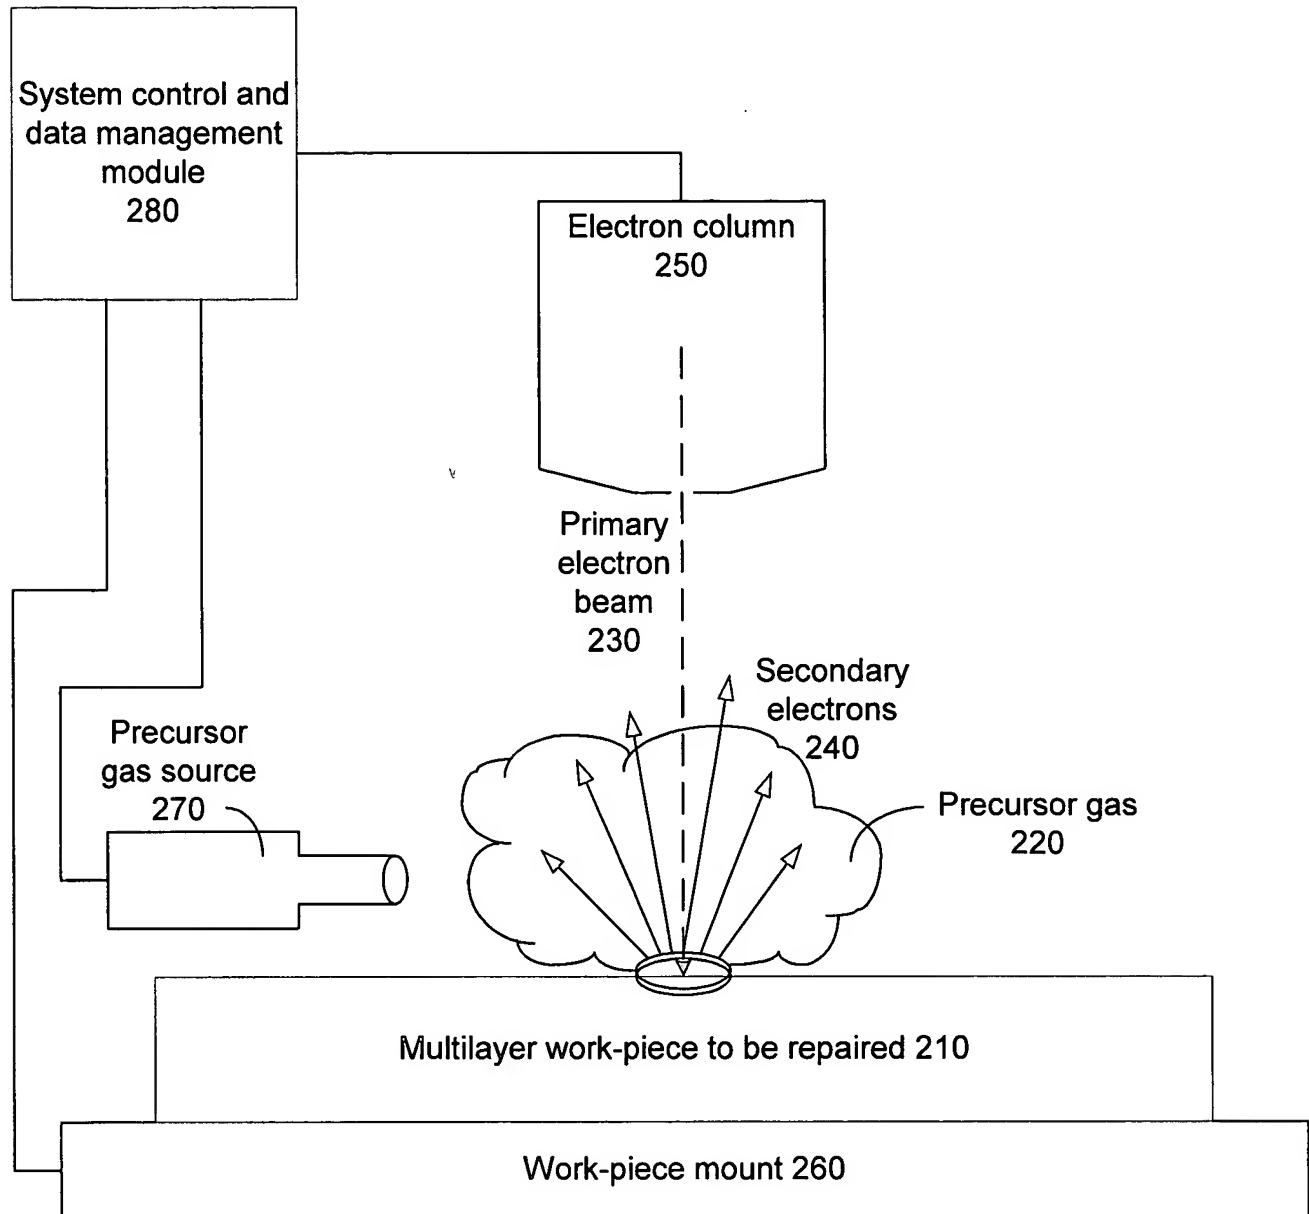 System control and
data management
module
280
Electron column
250
Primary
electron
beam
230
Secondary
electrons
240
Precursor
gas source
270
Precursor gas
220
Multilayer work-piece to be repaired 210
Work-piece mount 260